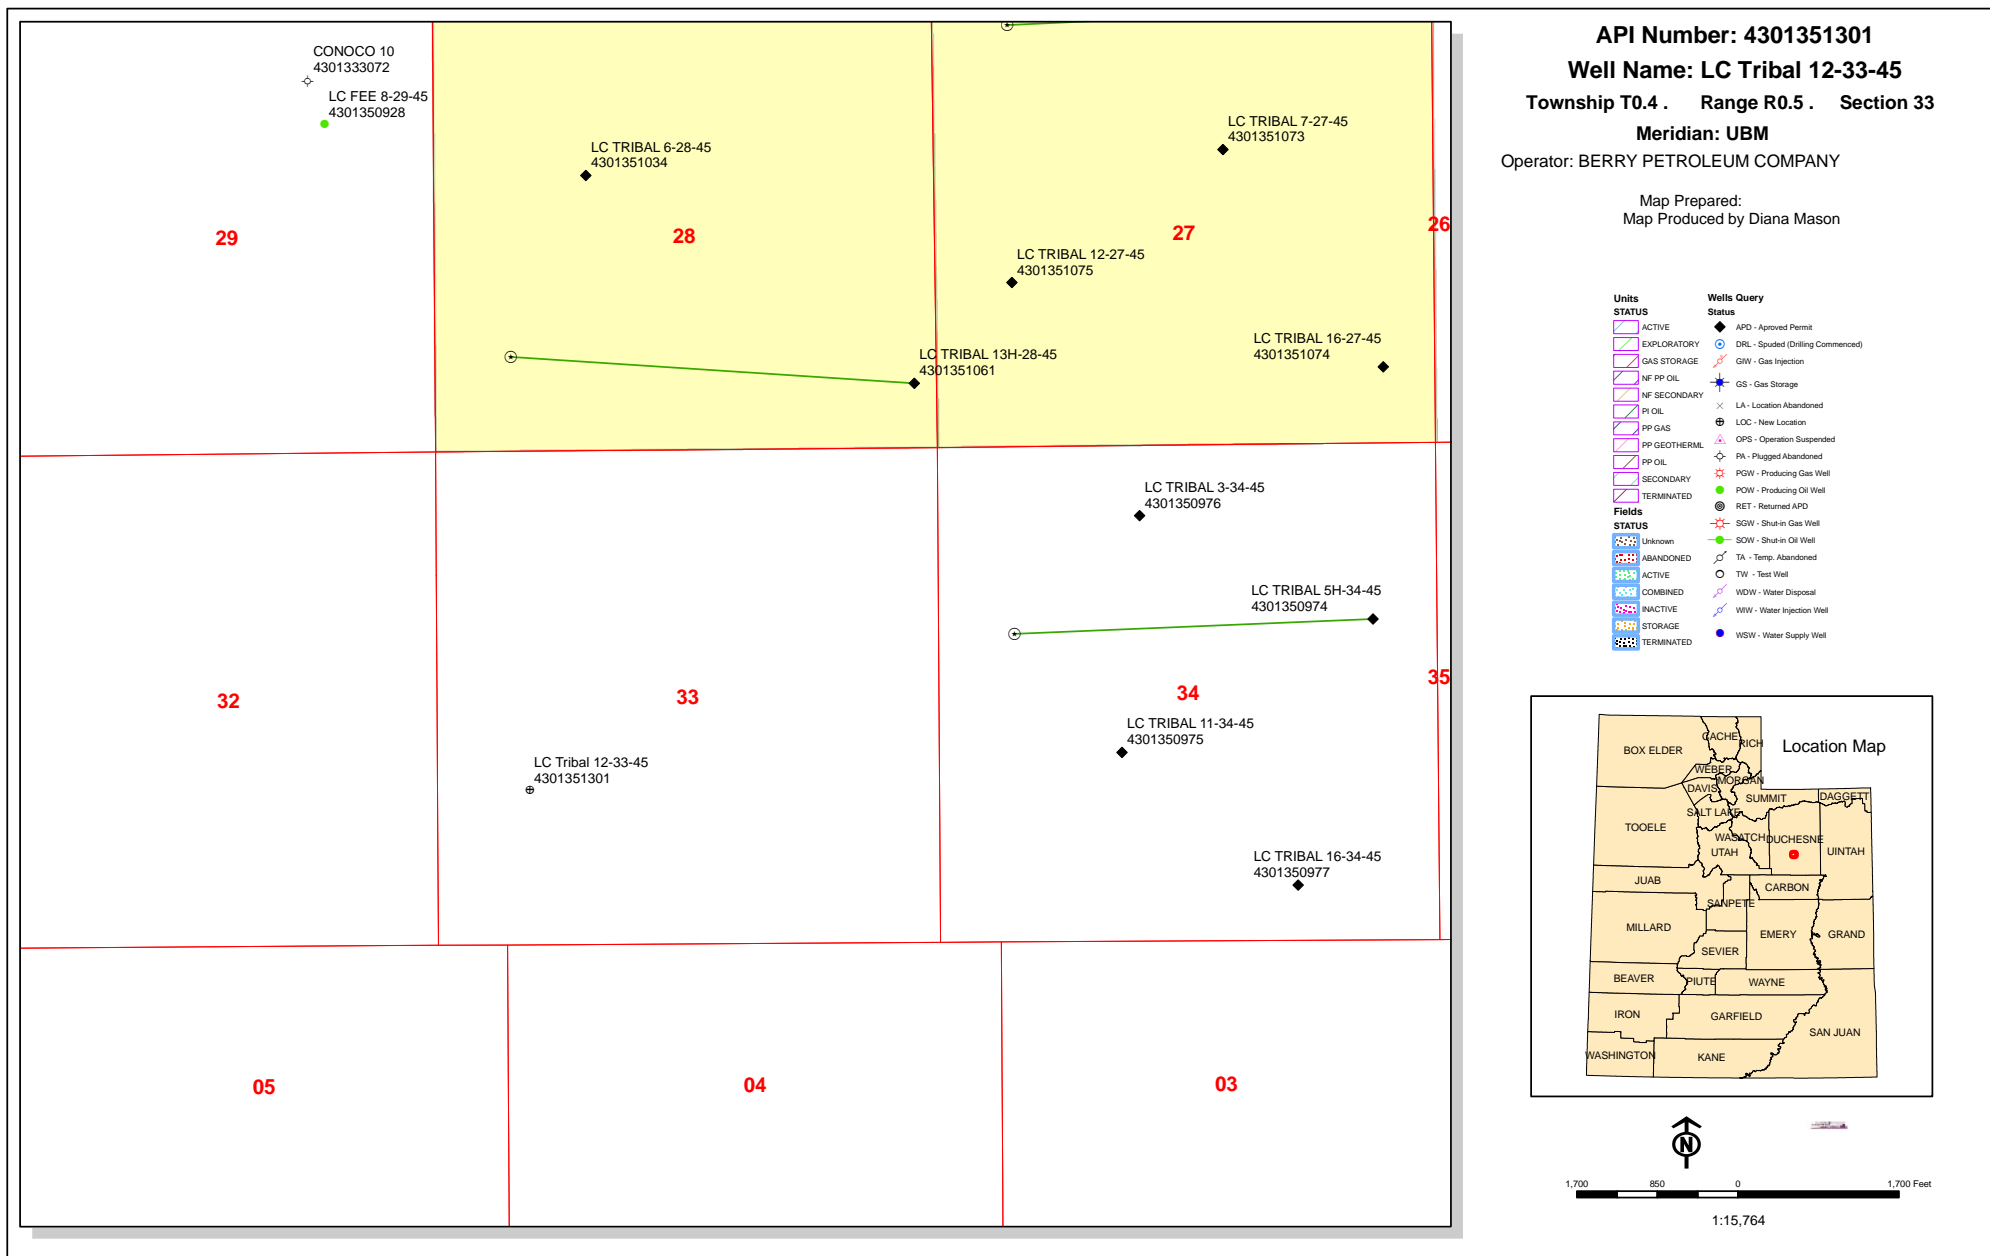 API Number: 4301351301
Well Name: LC Tribal 12-33-45
Township T0.4 . Range R0.5 . Section 33
Meridian: UBM
Operator: BERRY PETROLEUM COMPANY
Map Prepared:
Map Produced by Diana Mason
CONOCO 10
4301333072
LC FEE 8-29-45
4301350928
LC TRIBAL 6-28-45
4301351034
LC TRIBAL 7-27-45
4301351073
29
28
27
26
LC TRIBAL 12-27-45
4301351075
LC TRIBAL 13H-28-45
4301351061
LC TRIBAL 16-27-45
4301351074
LC TRIBAL 3-34-45
4301350976
LC TRIBAL 5H-34-45
4301350974
32
33
34
35
LC TRIBAL 11-34-45
4301350975
LC Tribal 12-33-45
4301351301
LC TRIBAL 16-34-45
4301350977
05
04
03
Units
STATUS
ACTIVE
EXPLORATORY
GAS STORAGE
NF PP OIL
NF SECONDARY
PI OIL
PP GAS
PP GEOTHERML
PP OIL
SECONDARY
TERMINATED
Fields
STATUS
Unknown
ABANDONED
ACTIVE
COMBINED
INACTIVE
STORAGE
TERMINATED
Wells Query
Status
APD - Aproved Permit
DRL - Spuded (Drilling Commenced)
GIW - Gas Injection
GS - Gas Storage
LA - Location Abandoned
LOC - New Location
OPS - Operation Suspended
PA - Plugged Abandoned
PGW - Producing Gas Well
POW - Producing Oil Well
RET - Returned APD
SGW - Shut-in Gas Well
SOW - Shut-in Oil Well
TA - Temp. Abandoned
TW - Test Well
WDW - Water Disposal
WIW - Water Injection Well
WSW - Water Supply Well
Location Map
BOX ELDER
CACHE
RICH
WEBER
MORGAN
DAVIS
SUMMIT
DAGGETT
SALT LAKE
TOOELE
WASATCH
DUCHESNE
UTAH
UINTAH
JUAB
CARBON
SANPETE
MILLARD
EMERY
GRAND
SEVIER
BEAVER
PIUTE
WAYNE
IRON
GARFIELD
SAN JUAN
WASHINGTON
KANE
N
1,700 850 0 1,700 Feet
1:15,764